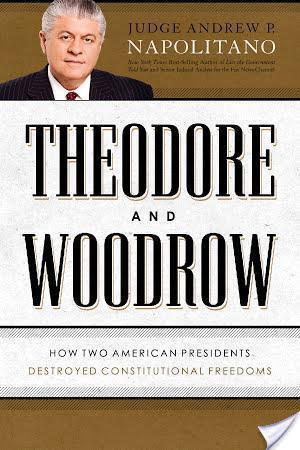 JUDGE ANDREW P.
NAPOLITANO
New York Times Best-Selling Author of Lies the Government
Told You and Senior Judicial Analyst for the Fox News Channel
THEODORE
AND
WOODROW
HOW TWO AMERICAN PRESIDENTS
DESTROYED CONSTITUTIONAL FREEDOMS